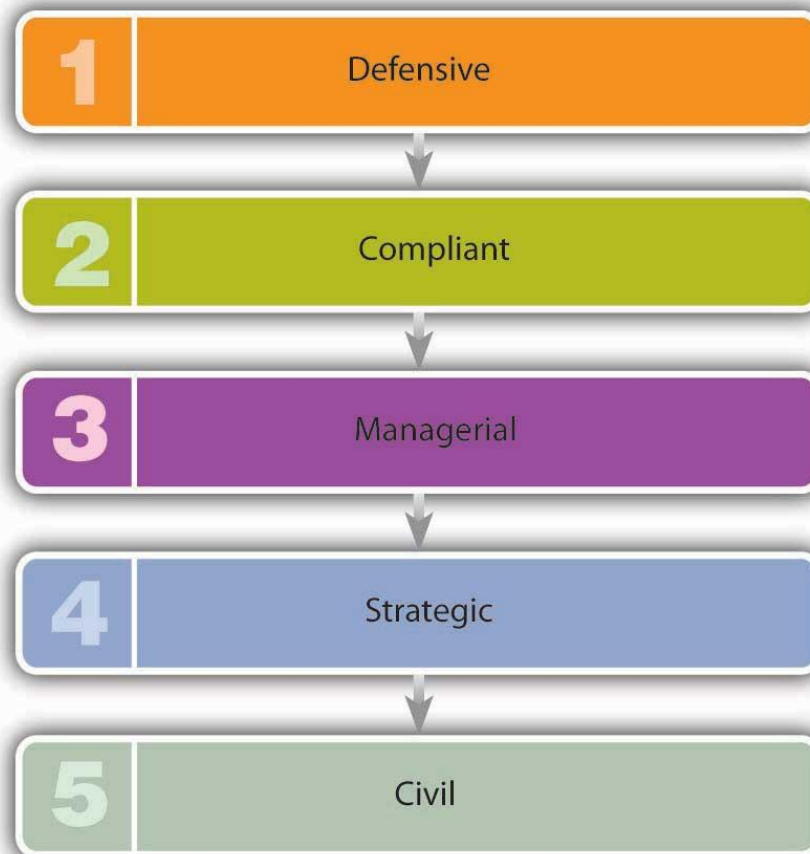 1 Defensive
2 Compliant
3 Managerial
4 Strategic
5 Civil